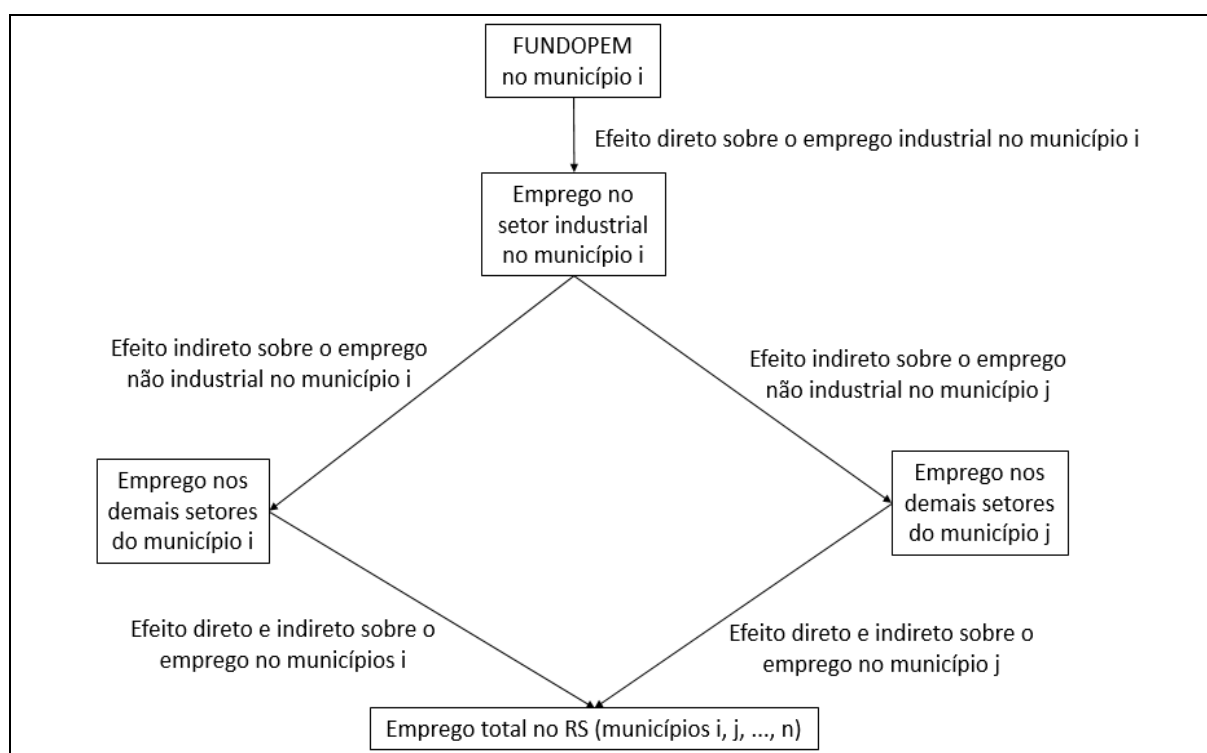 FUNDOPEM
no município i
Efeito direto sobre o emprego industrial no município i
Emprego no
setor industrial
no município i
Efeito indireto sobre o emprego
não industrial no município i
Efeito indireto sobre o emprego
não industrial no município j
Emprego nos
demais setores
do município i
Emprego nos
demais setores
do município j
Efeito direto e indireto sobre o
emprego no municípios i
Efeito direto e indireto sobre o
emprego no município j
Emprego total no RS (municípios i, j, ..., n)